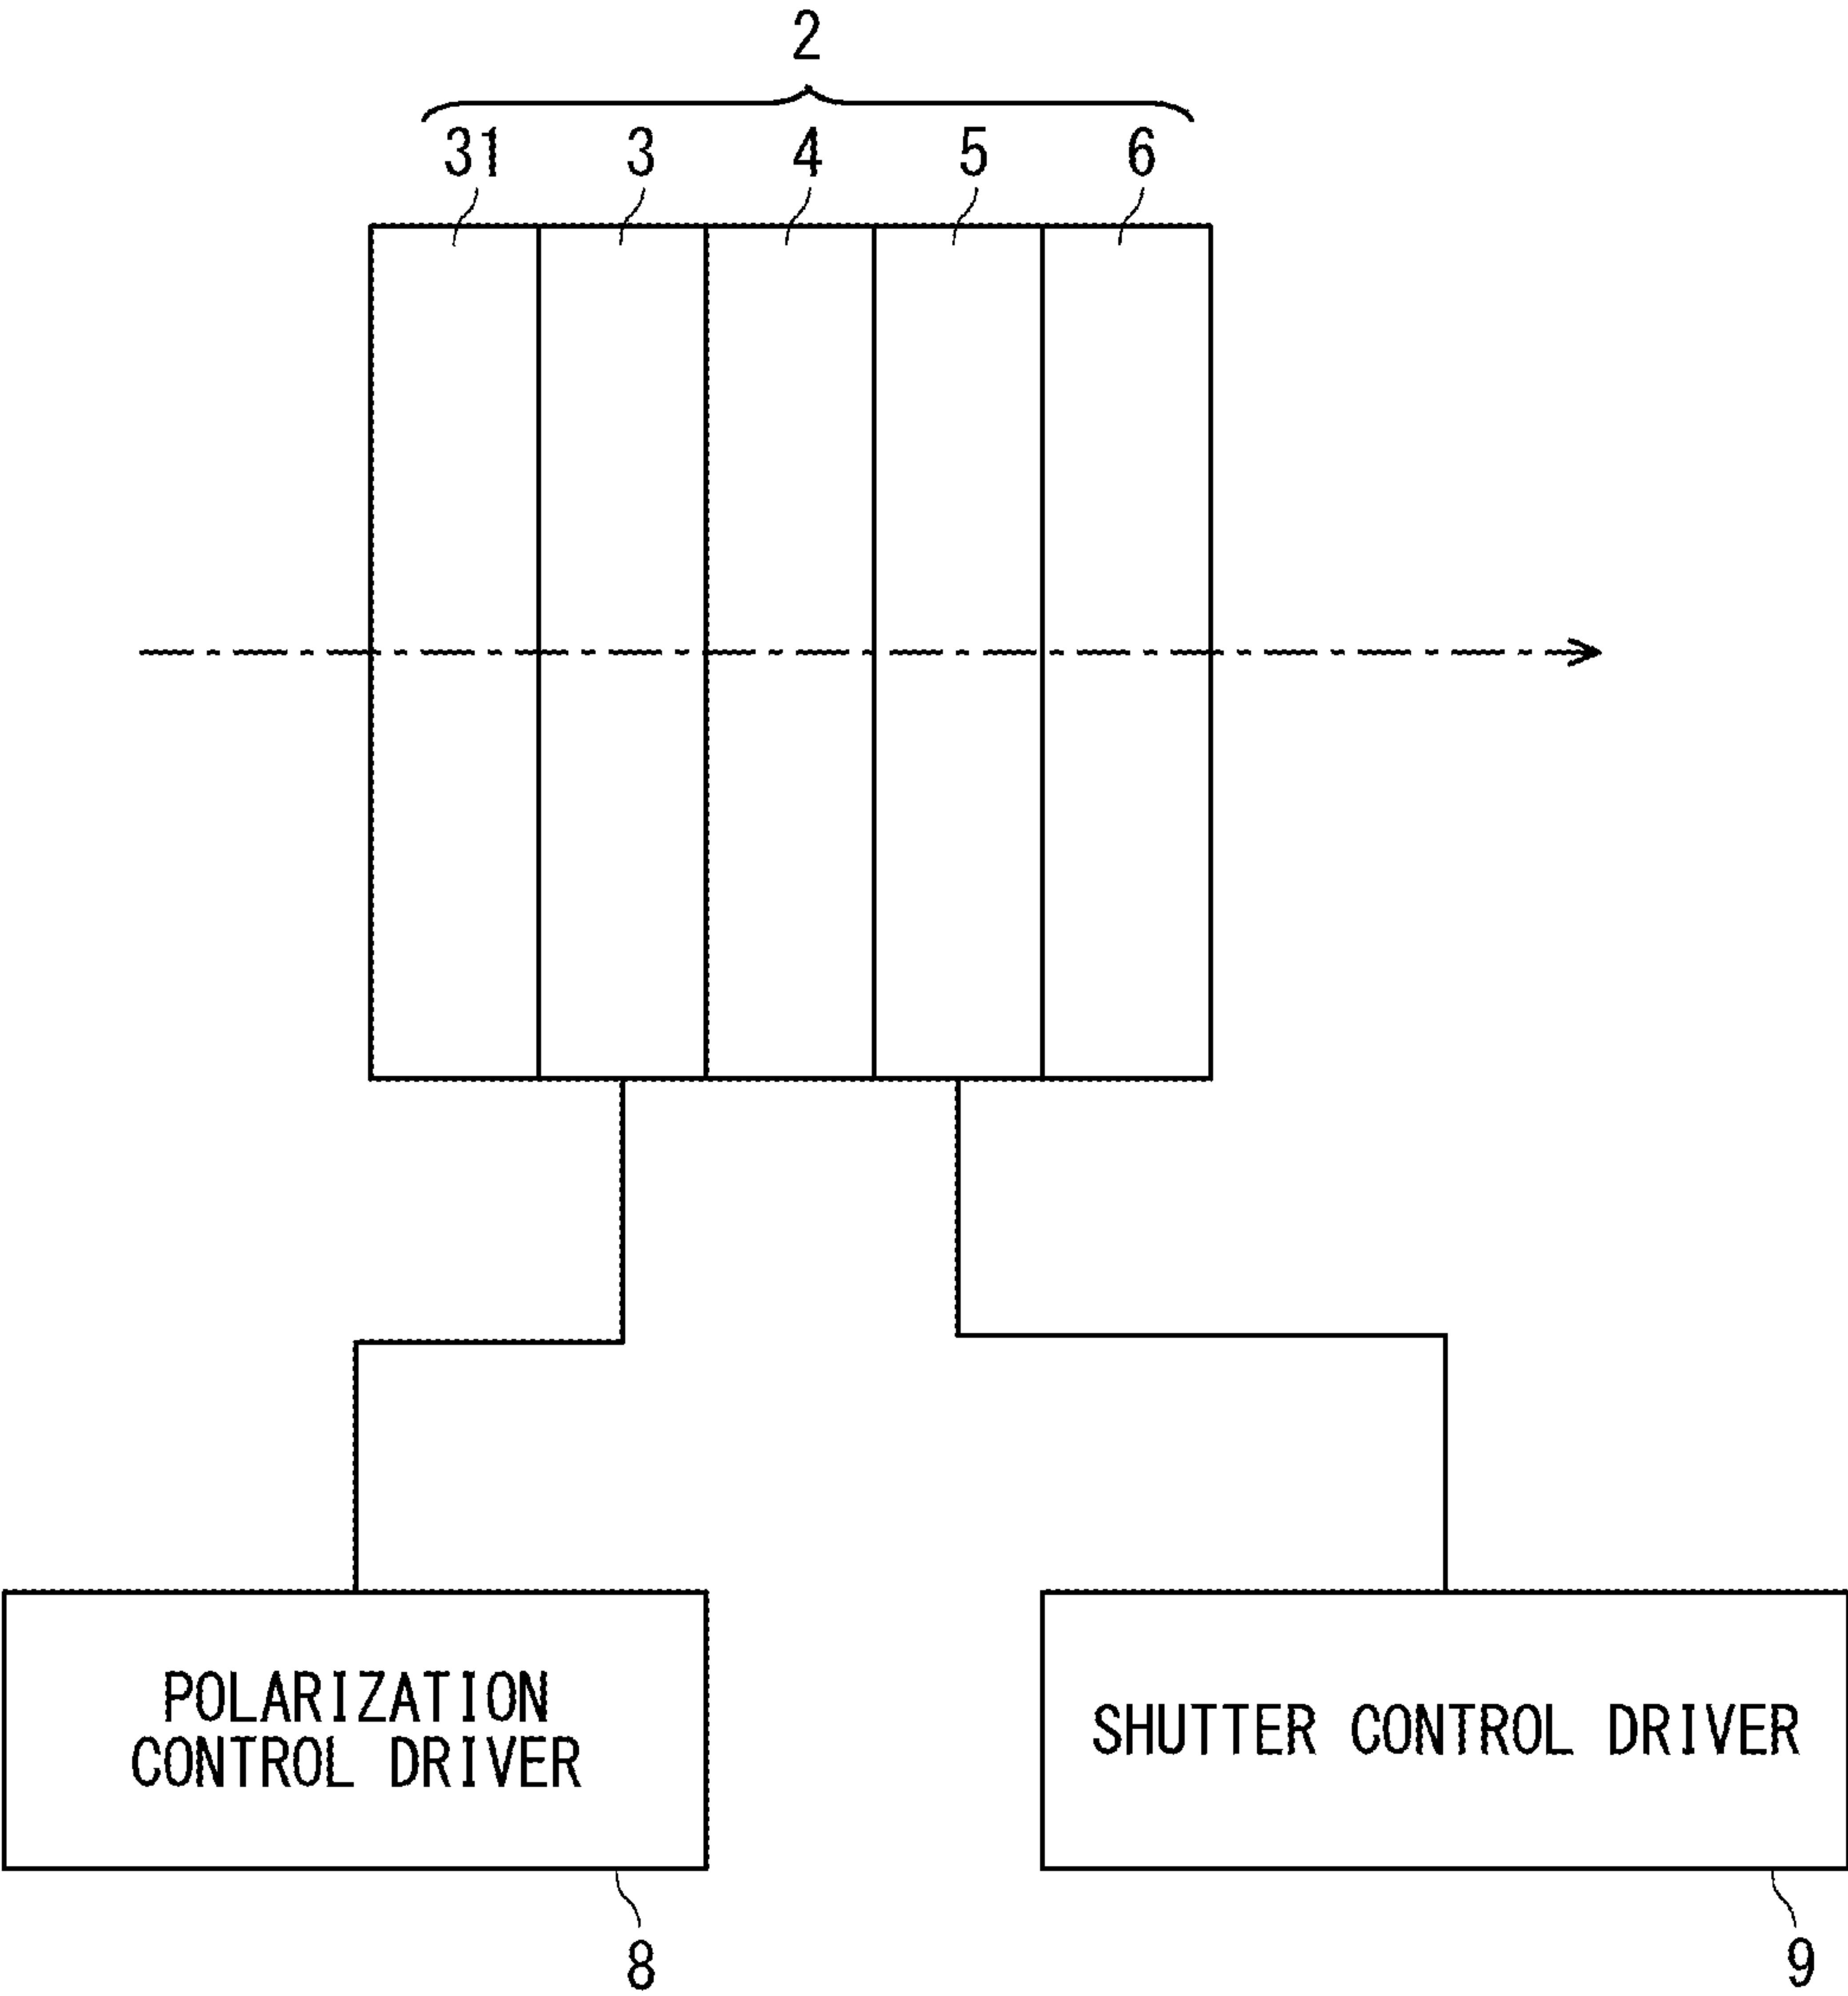 2
31 3 4 5 6
POLARIZATION
CONTROL DRIVER
SHUTTER CONTROL DRIVER
8 9